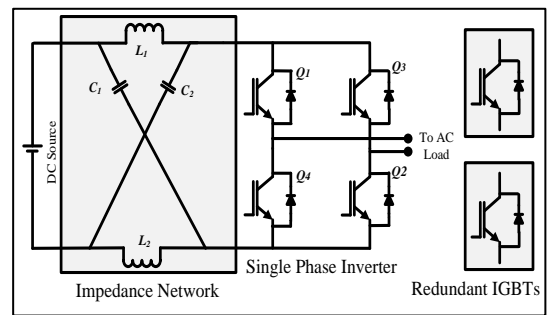 L1
Q1
Q3
C1
C2
DC Source
To AC
Load
Q4
Q2
L2
Single Phase Inverter
Impedance Network
Redundant IGBTs